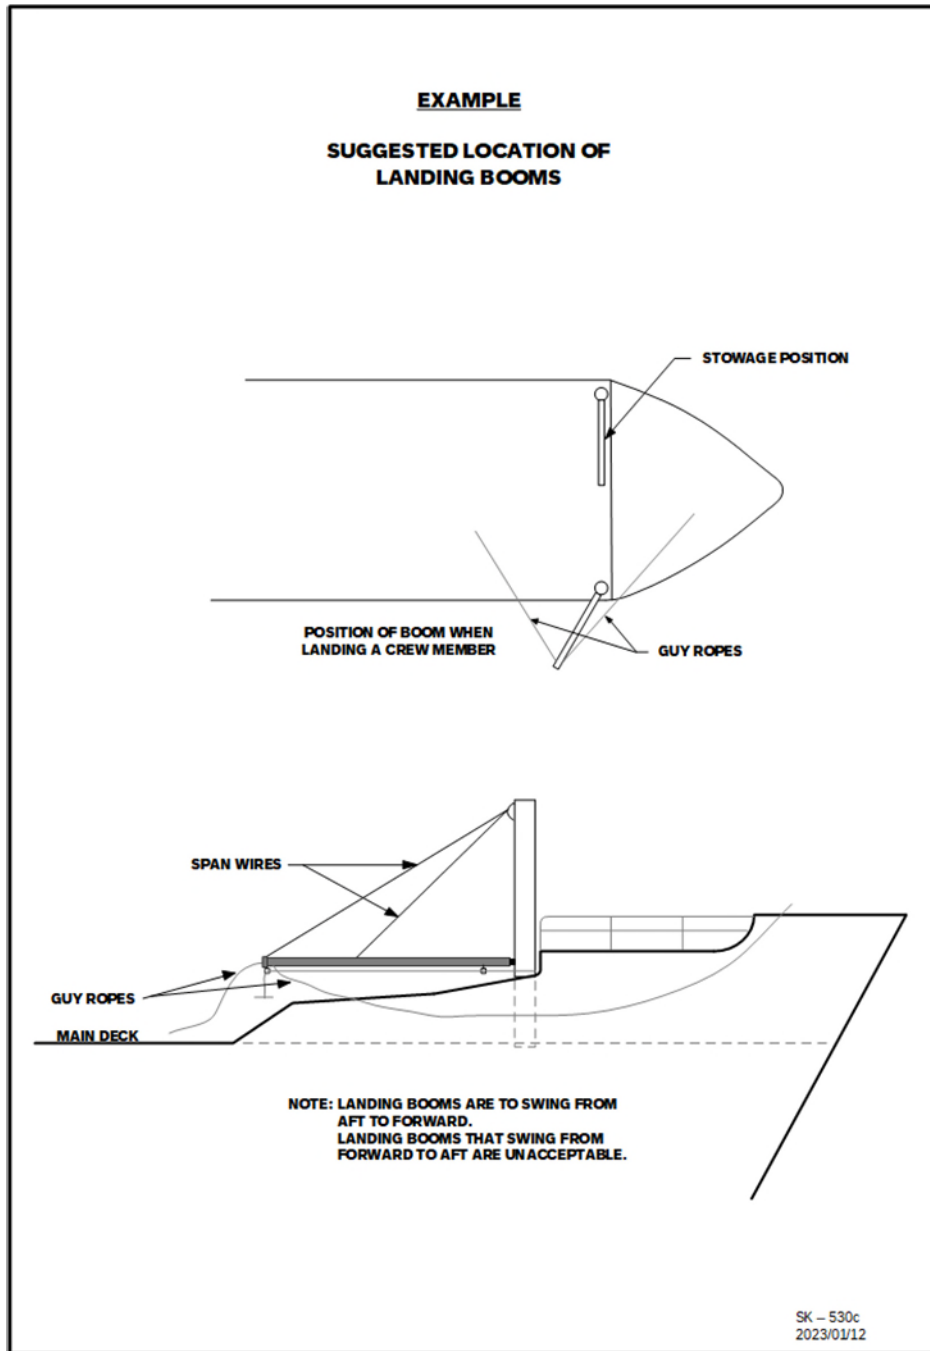 EXAMPLE
SUGGESTED LOCATION OF
LANDING BOOMS
STOWAGE POSITION
POSITION OF BOOM WHEN
LANDING A CREW MEMBER
GUY ROPES
SPAN WIRES
GUY ROPES
MAIN DECK
NOTE: LANDING BOOMS ARE TO SWING FROM
AFT TO FORWARD.
LANDING BOOMS THAT SWING FROM
FORWARD TO AFT ARE UNACCEPTABLE.
SK – 530c
2023/01/12